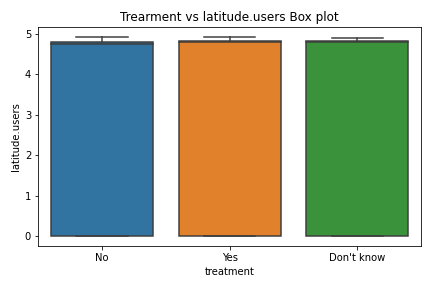 Trearment vs latitude.users Box plot
5
4
3
2
1
0
latitude.users
No Yes Don't know
treatment